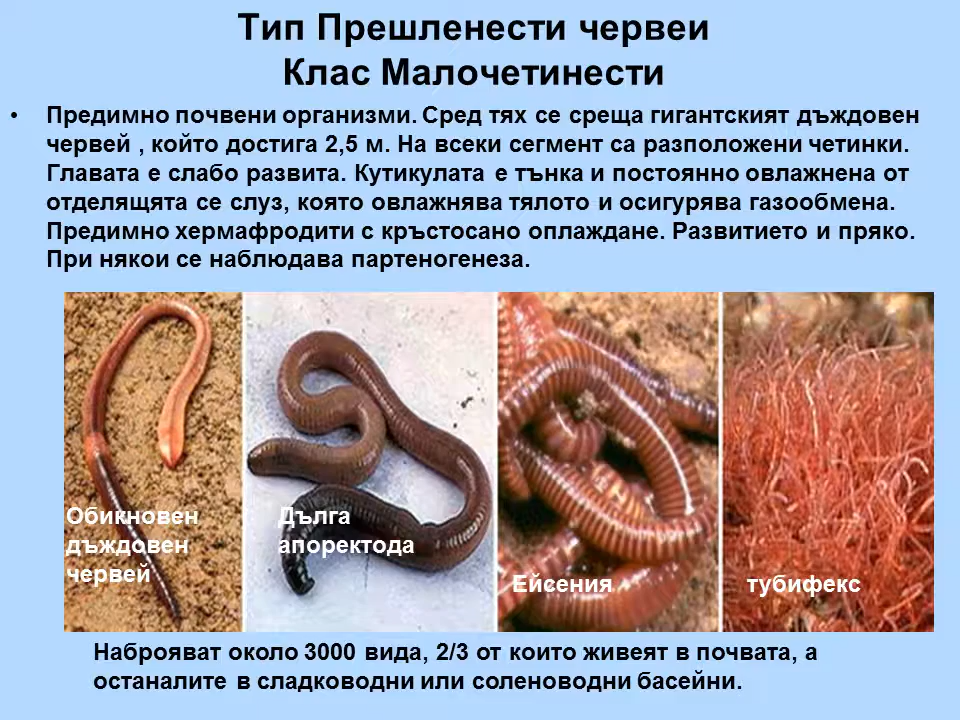 Тип Прешленести червеи
Клас Малочетинести
• Предимно почвени организми. Сред тях се среща гигантският дъждовен
червей , който достига 2,5 м. На всеки сегмент са разположени четинки.
Главата е слабо развита. Кутикулата е тънка и постоянно овлажнена от
отделящята се слуз, която овлажнява тялото и осигурява газообмена.
Предимно хермафродити с кръстосано оплаждане. Развитието и пряко.
При някои се наблюдава партеногенеза.
Обикновен
дъждовен
червей
Дълга
апоректода
Ейсения
тубифекс
Наброяват около 3000 вида, 2/3 от които живеят в почвата, а
останалите в сладководни или соленоводни басейни.